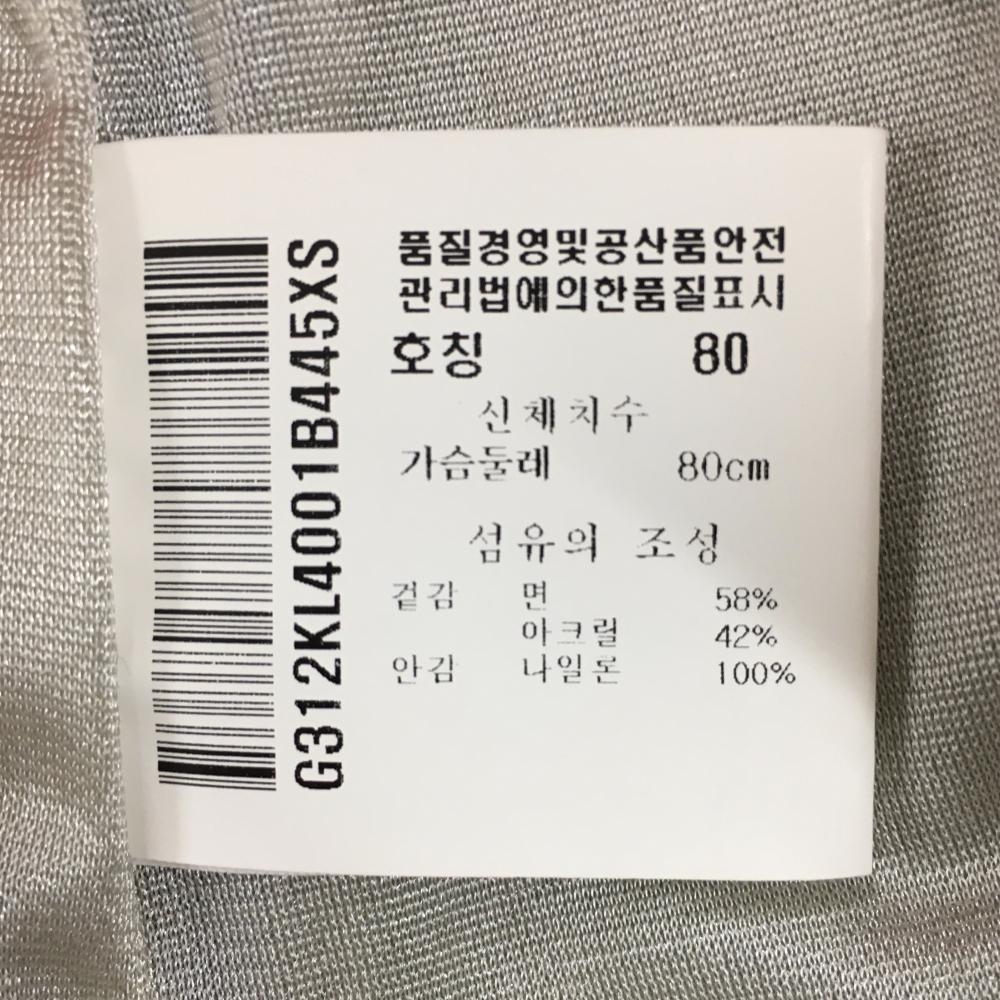 G312KL4001B445XS
품질경영및공산품안전
관리법에의한품질표시
호칭 80
신체치수
가슴둘레 80cm
섬유의 조성
겉감 면 58%
아크릴 42%
안감 나일론 100%